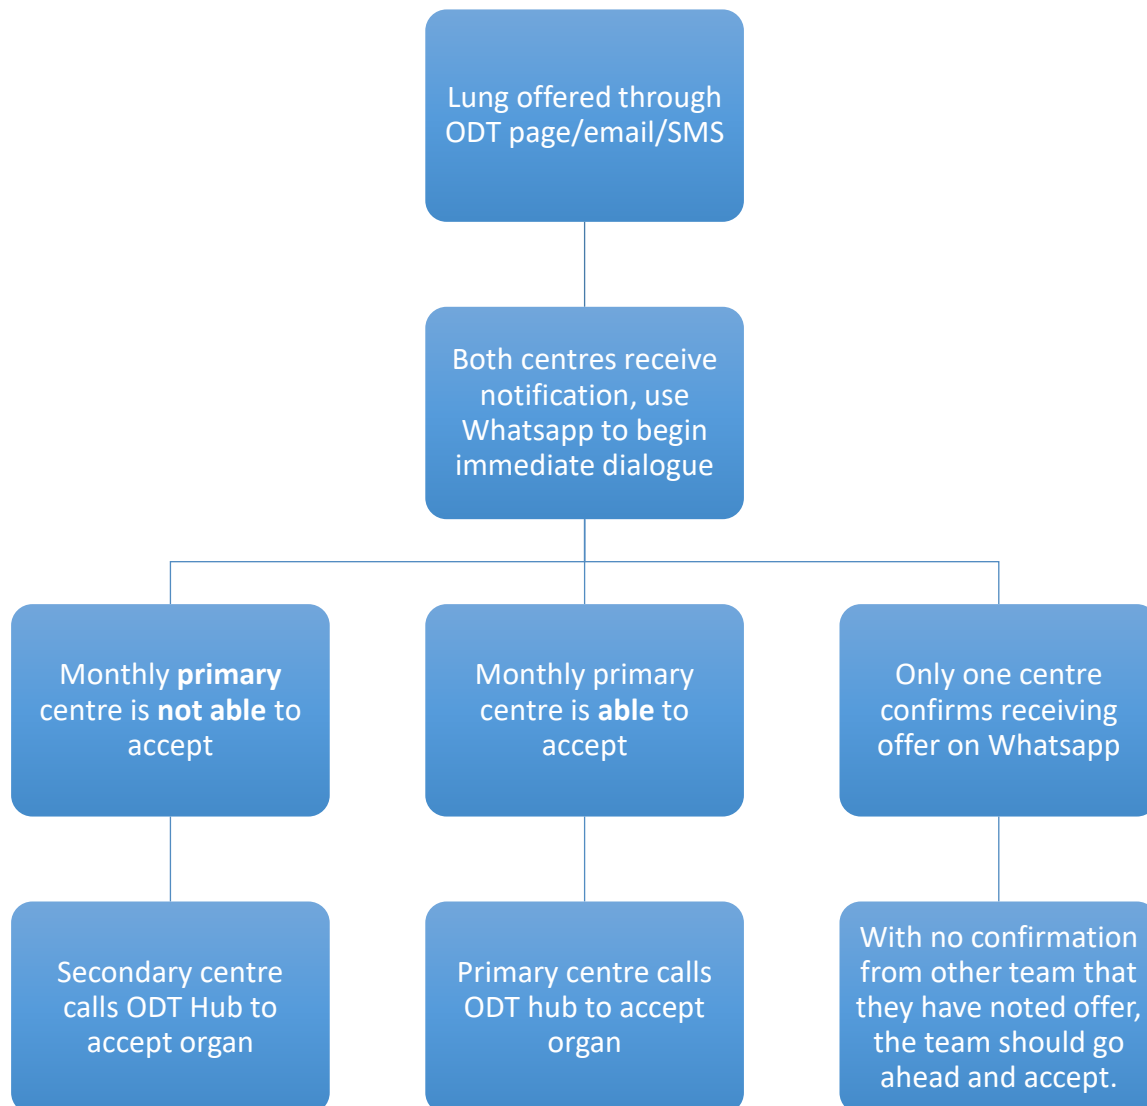 Lung offered through
ODT page/email/SMS
Both centres receive
notification, use
Whatsapp to begin
immediate dialogue
Monthly primary
centre is not able to
accept
Monthly primary
centre is able to
accept
Only one centre
confirms receiving
offer on Whatsapp
Secondary centre
calls ODT Hub to
accept organ
Primary centre calls
ODT hub to accept
organ
With no confirmation
from other team that
they have noted offer,
the team should go
ahead and accept.